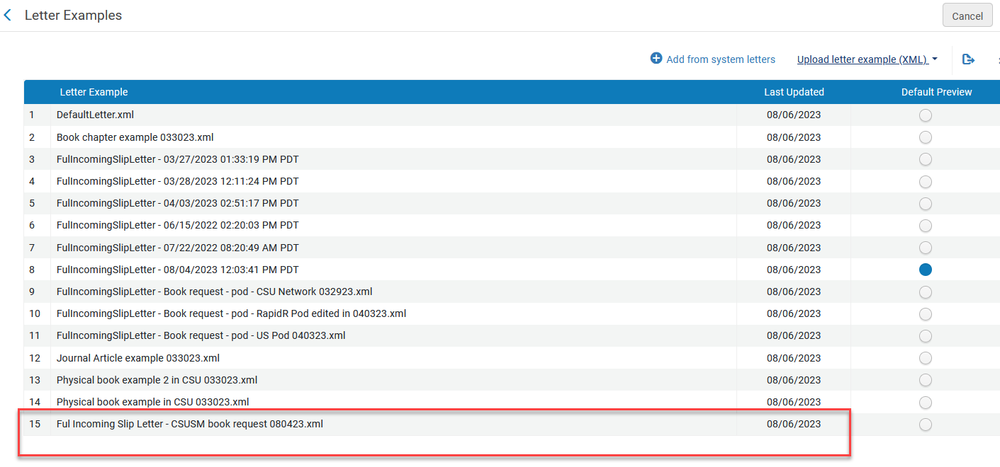 Letter Examples
Cancel
Add from system letters Upload letter example (XML)
Letter Example Last Updated Default Preview
1 DefaultLetter.xml 08/06/2023
2 Book chapter example 033023.xml 08/06/2023
3 FulIncomingSlipLetter - 03/27/2023 01:33:19 PM PDT 08/06/2023
4 FulIncomingSlipLetter - 03/28/2023 12:11:24 PM PDT 08/06/2023
5 FulIncomingSlipLetter - 04/03/2023 02:51:17 PM PDT 08/06/2023
6 FulIncomingSlipLetter - 06/15/2022 02:20:03 PM PDT 08/06/2023
7 FulIncomingSlipLetter - 07/22/2022 08:20:49 AM PDT 08/06/2023
8 FulIncomingSlipLetter - 08/04/2023 12:03:41 PM PDT 08/06/2023
9 FulIncomingSlipLetter - Book request - pod - CSU Network 032923.xml 08/06/2023
10 FulIncomingSlipLetter - Book request - pod - RapidR Pod edited in 040323.xml 08/06/2023
11 FulIncomingSlipLetter - Book request - pod - US Pod 040323.xml 08/06/2023
12 Journal Article example 033023.xml 08/06/2023
13 Physical book example 2 in CSU 033023.xml 08/06/2023
14 Physical book example in CSU 033023.xml 08/06/2023
15 Ful Incoming Slip Letter - CSUSM book request 080423.xml 08/06/2023